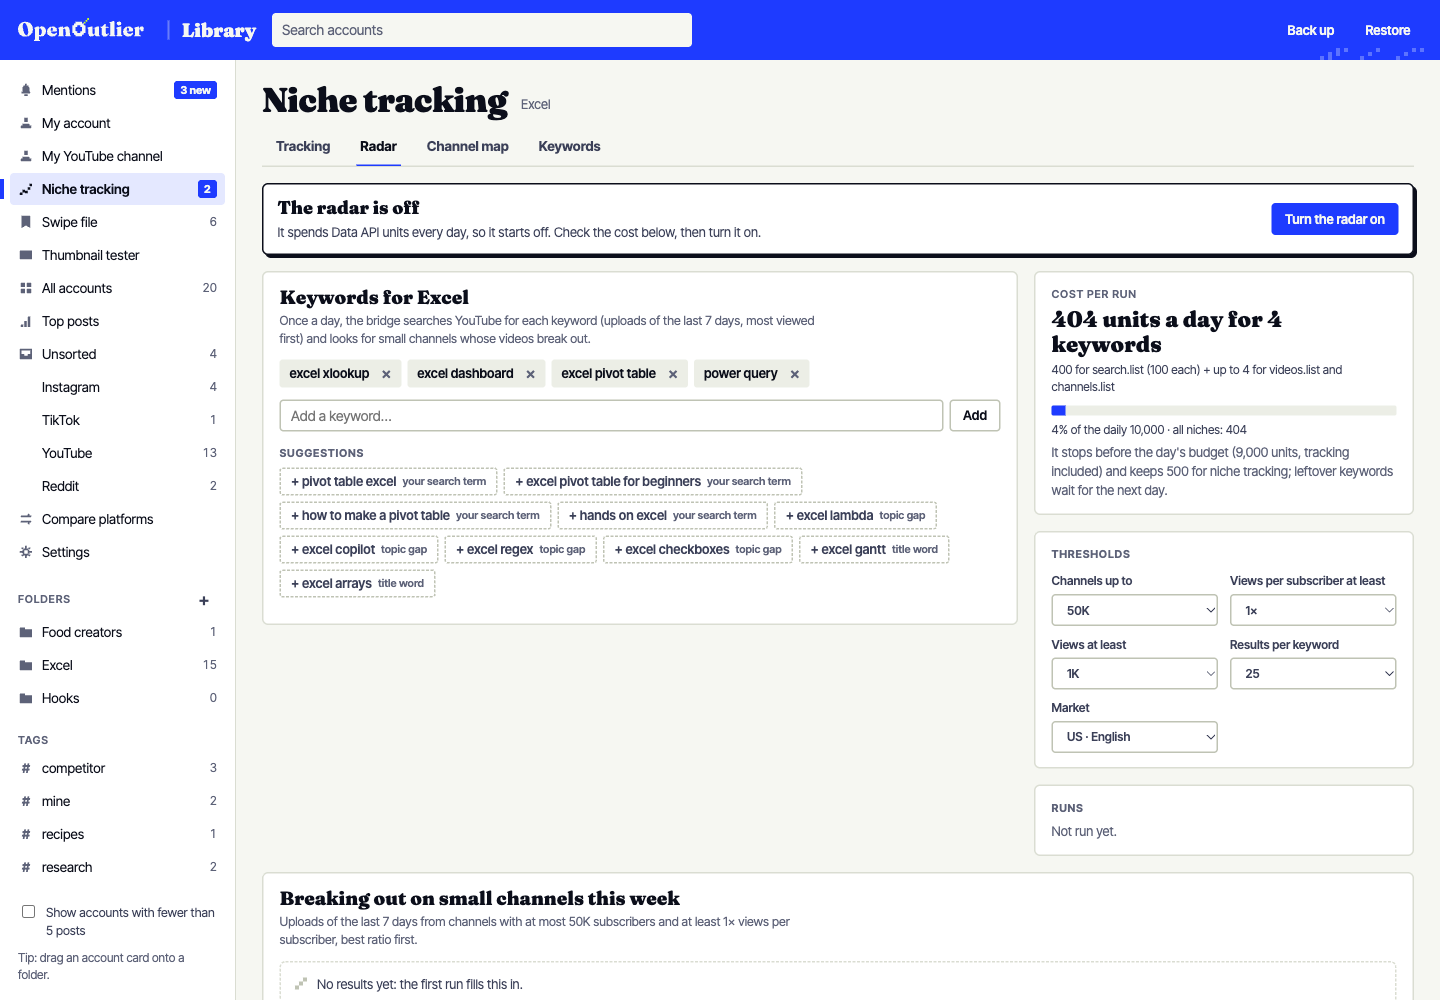 OpenOutlier
Library
Search accounts
Back up
Restore
Mentions
3 new
My account
My YouTube channel
Niche tracking
2
Swipe file
6
Thumbnail tester
All accounts
20
Top posts
Unsorted
4
Instagram
4
TikTok
1
YouTube
13
Reddit
2
Compare platforms
Settings
FOLDERS
+
Food creators
1
Excel
15
Hooks
0
TAGS
# competitor
3
# mine
2
# recipes
1
# research
2
Show accounts with fewer than
5 posts
Tip: drag an account card onto a
folder.
Niche tracking
Excel
Tracking
Radar
Channel map
Keywords
The radar is off
It spends Data API units every day, so it starts off. Check the cost below, then turn it on.
Turn the radar on
Keywords for Excel
Once a day, the bridge searches YouTube for each keyword (uploads of the last 7 days, most viewed
first) and looks for small channels whose videos break out.
excel xlookup ×
excel dashboard ×
excel pivot table ×
power query ×
Add a keyword...
Add
SUGGESTIONS
+ pivot table excel your search term
+ excel pivot table for beginners your search term
+ how to make a pivot table your search term
+ hands on excel your search term
+ excel lambda topic gap
+ excel copilot topic gap
+ excel regex topic gap
+ excel checkboxes topic gap
+ excel gantt title word
+ excel arrays title word
COST PER RUN
404 units a day for 4
keywords
400 for search.list (100 each) + up to 4 for videos.list and
channels.list
4% of the daily 10,000 · all niches: 404
It stops before the day's budget (9,000 units, tracking
included) and keeps 500 for niche tracking; leftover keywords
wait for the next day.
THRESHOLDS
Channels up to
50K
Views per subscriber at least
1×
Views at least
1K
Results per keyword
25
Market
US · English
RUNS
Not run yet.
Breaking out on small channels this week
Uploads of the last 7 days from channels with at most 50K subscribers and at least 1× views per
subscriber, best ratio first.
No results yet: the first run fills this in.